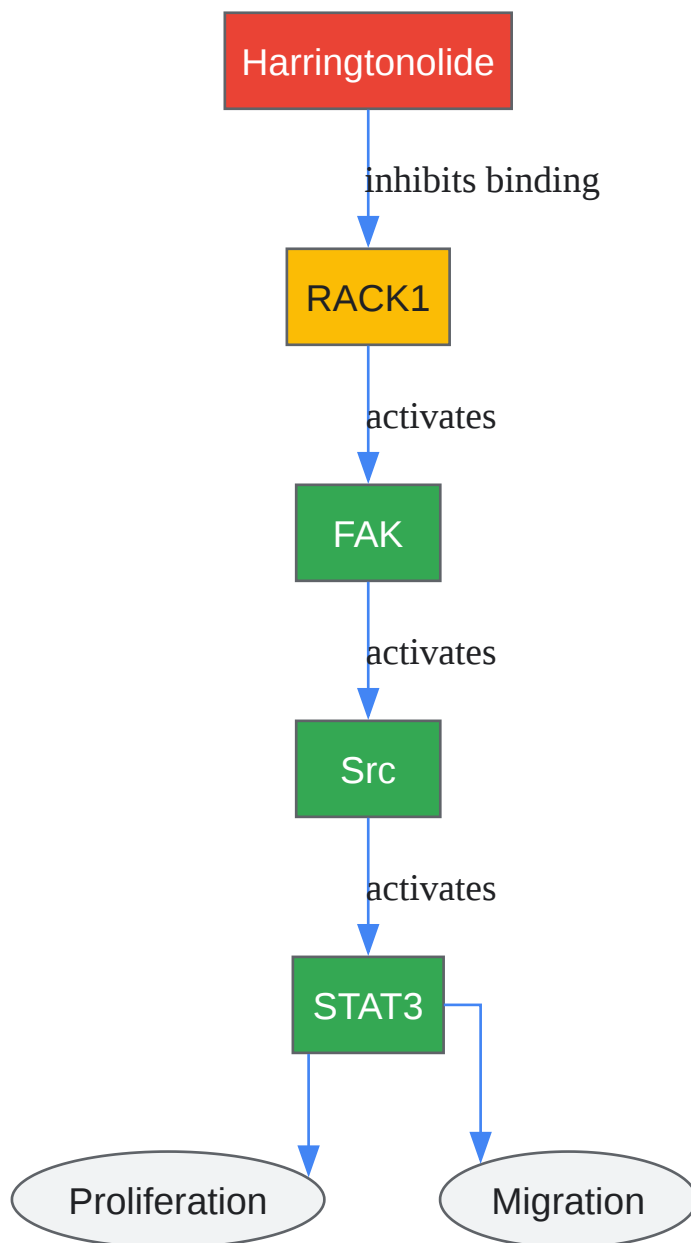 Harringtonolide
inhibits binding
RACK1
activates
FAK
activates
Src
activates
STAT3
Proliferation
Migration